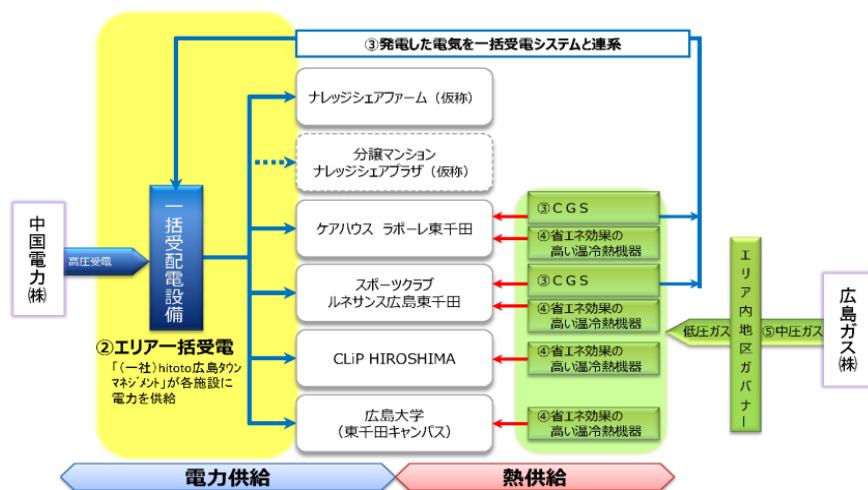 ③発電した電気を一括受電システムと連系
ナレッジシェアファーム（仮称）
分譲マンション
ナレッジシェアプラザ（仮称）
ケアハウス ラポーレ東千田
スポーツクラブ
ルネサンス広島東千田
CLiP HIROSHIMA
広島大学
（東千田キャンパス）
中国電力㈱
高圧受電
一括受配電設備
②エリア一括受電
「（一社）hitoto広島タウン
マネジメント」が各施設に
電力を供給
③CGS
④省エネ効果の
高い温冷熱機器
③CGS
④省エネ効果の
高い温冷熱機器
④省エネ効果の
高い温冷熱機器
④省エネ効果の
高い温冷熱機器
低圧ガス
エリア内地区ガバナー
⑤中圧ガス
広島ガス㈱
電力供給
熱供給